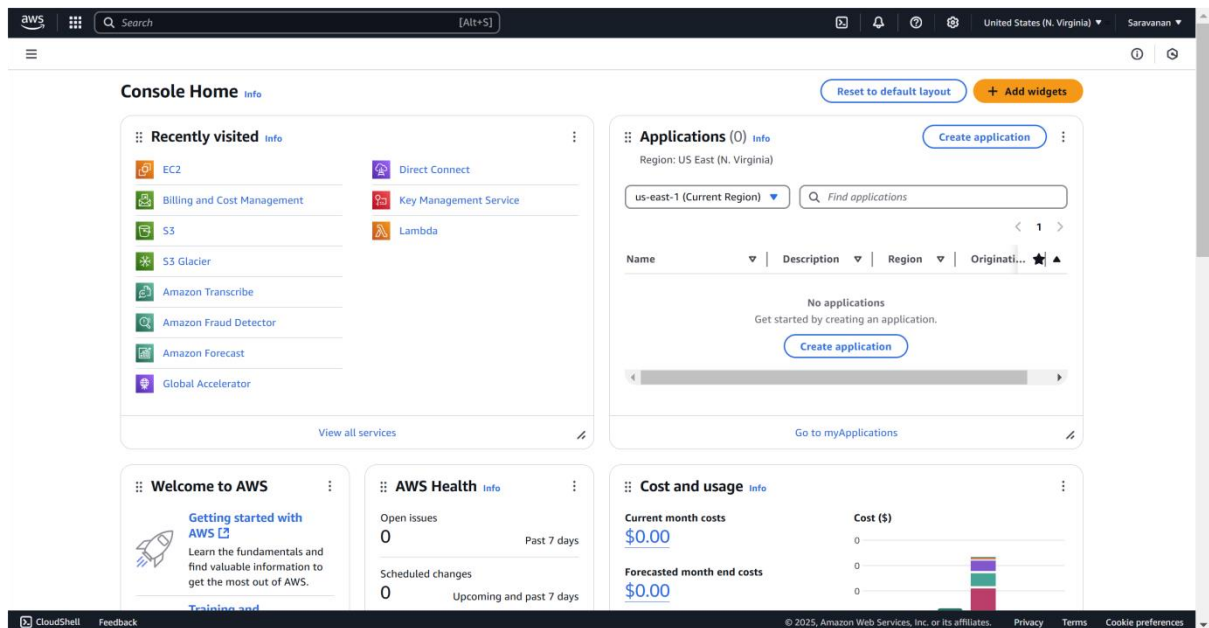 aws
Search [Alt+S]
United States (N. Virginia) Saravanan
Console Home Info
Reset to default layout
+ Add widgets
Recently visited Info
EC2
Billing and Cost Management
S3
S3 Glacier
Amazon Transcribe
Amazon Fraud Detector
Amazon Forecast
Global Accelerator
Direct Connect
Key Management Service
Lambda
View all services
Applications (0) Info
Create application
Region: US East (N. Virginia)
us-east-1 (Current Region)
Find applications
1
Name Description Region Originati...
No applications
Get started by creating an application.
Create application
Go to myApplications
Welcome to AWS
Getting started with
AWS
Learn the fundamentals and
find valuable information to
get the most out of AWS.
Training and
AWS Health Info
Open issues
0 Past 7 days
Scheduled changes
0 Upcoming and past 7 days
Cost and usage Info
Current month costs
$0.00
Forecasted month end costs
$0.00
Cost ($)
0
0
0
CloudShell Feedback
© 2025, Amazon Web Services, Inc. or its affiliates. Privacy Terms Cookie preferences